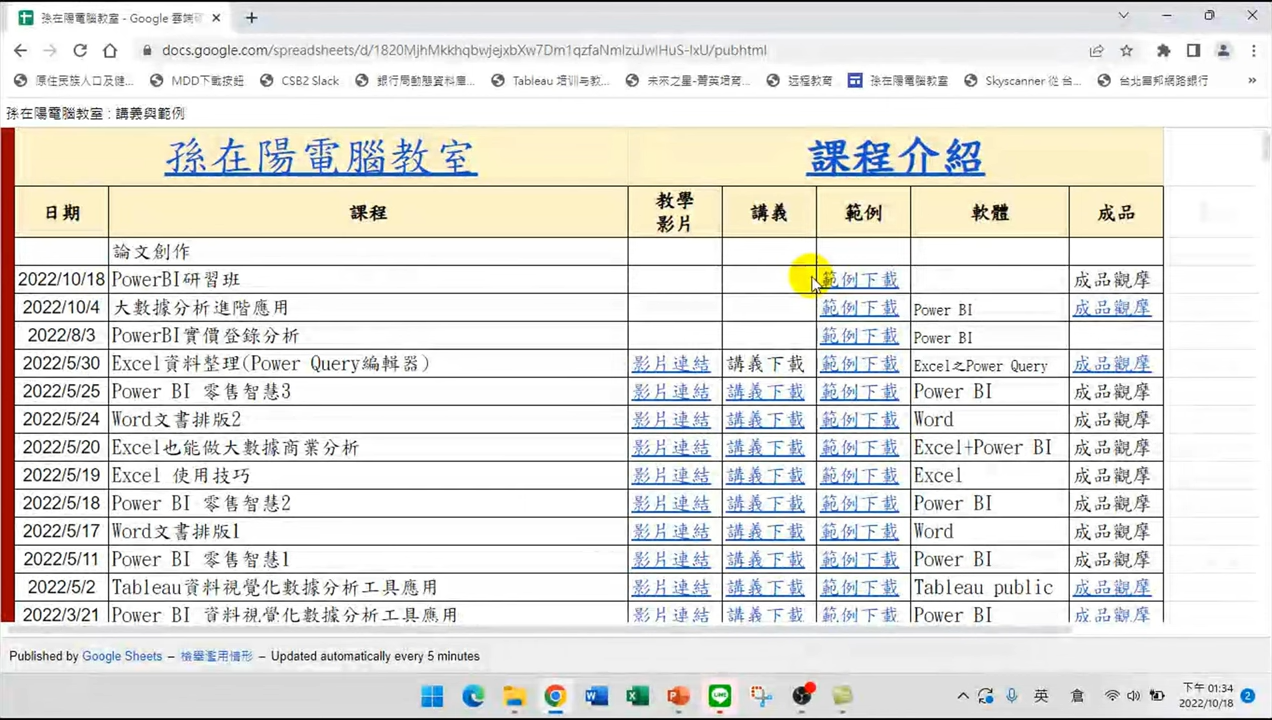 孫在陽電腦教室 - Google 雲端硬
docs.google.com/spreadsheets/d/1820MjhMkkhqbwJejxbXw7Dm1qzfaNmIzuJwIHuS-IxU/pubhtml
原住民族人口及健... MDD下載按鈕 CSB2 Slack 銀行局動態資料庫... Tableau 培训与教... 未來之星-菁英培育... 远程教育 孫在陽電腦教室 Skyscanner 從 台... 台北富邦網路銀行 »
孫在陽電腦教室 : 講義與範例
孫在陽電腦教室 課程介紹
日期 課程 教學影片 講義 範例 軟體 成品
論文創作
2022/10/18 PowerBI研習班 範例下載 成品觀摩
2022/10/4 大數據分析進階應用 範例下載 Power BI 成品觀摩
2022/8/3 PowerBI實價登錄分析 範例下載 Power BI
2022/5/30 Excel資料整理(Power Query編輯器) 影片連結 講義下載 範例下載 Excel之Power Query 成品觀摩
2022/5/25 Power BI 零售智慧3 影片連結 講義下載 範例下載 Power BI 成品觀摩
2022/5/24 Word文書排版2 影片連結 講義下載 範例下載 Word 成品觀摩
2022/5/20 Excel也能做大數據商業分析 影片連結 講義下載 範例下載 Excel+Power BI 成品觀摩
2022/5/19 Excel 使用技巧 影片連結 講義下載 範例下載 Excel 成品觀摩
2022/5/18 Power BI 零售智慧2 影片連結 講義下載 範例下載 Power BI 成品觀摩
2022/5/17 Word文書排版1 影片連結 講義下載 範例下載 Word 成品觀摩
2022/5/11 Power BI 零售智慧1 影片連結 講義下載 範例下載 Power BI 成品觀摩
2022/5/2 Tableau資料視覺化數據分析工具應用 影片連結 講義下載 範例下載 Tableau public 成品觀摩
2022/3/21 Power BI 資料視覺化數據分析工具應用 影片連結 講義下載 範例下載 Power BI 成品觀摩
Published by Google Sheets – 檢舉濫用情形 – Updated automatically every 5 minutes
英 倉 下午 01:34
2022/10/18 2